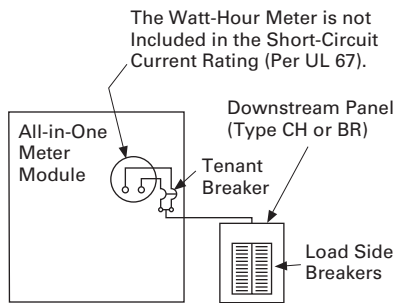 The Watt-Hour Meter is not
Included in the Short-Circuit
Current Rating (Per UL 67).
Downstream Panel
(Type CH or BR)
All-in-One
Meter
Module
Tenant
Breaker
Load Side
Breakers